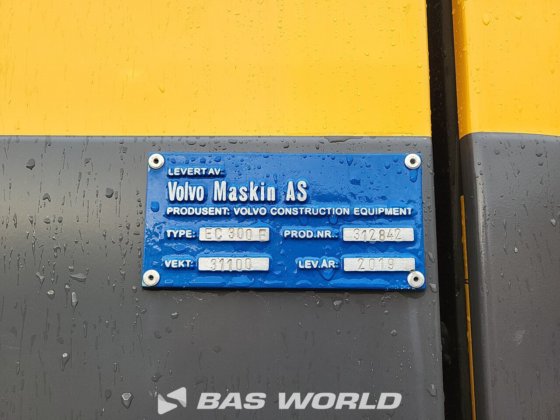 LEVERT AV:
Volvo Maskin AS
PRODUSENT: VOLVO CONSTRUCTION EQUIPMENT
TYPE: EC 300 E PROD.NR.: 312842
VEKT: 31100 LEV.ÅR: 2019
BAS WORLD